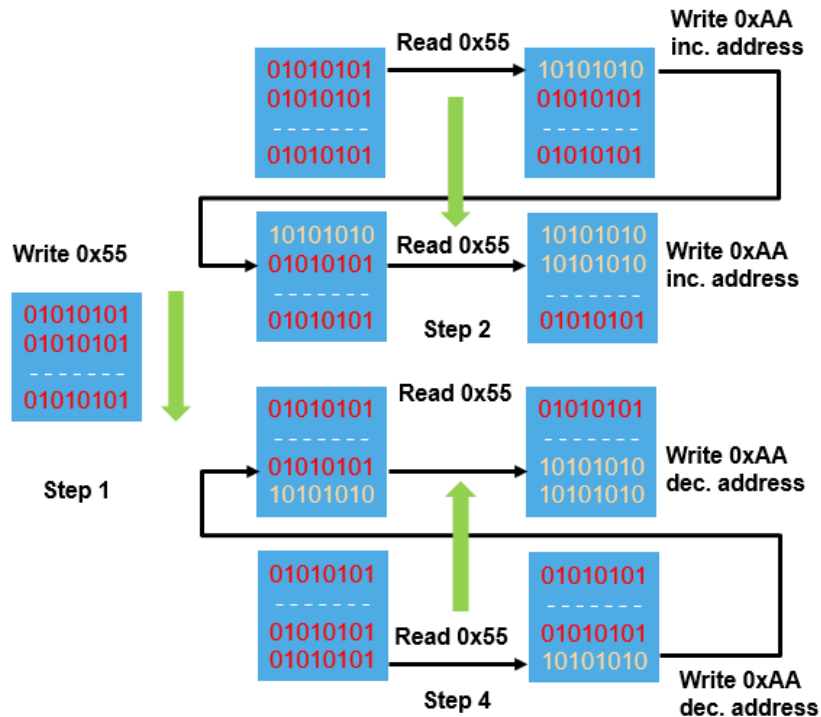 Write 0x55
01010101
01010101
- - - - - - -
01010101
Step 1
01010101
01010101
- - - - - - -
01010101
Read 0x55
10101010
01010101
- - - - - - -
01010101
Write 0xAA
inc. address
10101010
01010101
- - - - - - -
01010101
Read 0x55
Step 2
10101010
10101010
- - - - - - -
01010101
Write 0xAA
inc. address
01010101
- - - - - - -
01010101
10101010
Read 0x55
01010101
- - - - - - -
10101010
10101010
Write 0xAA
dec. address
01010101
- - - - - - -
01010101
01010101
Read 0x55
Step 4
01010101
- - - - - - -
01010101
10101010
Write 0xAA
dec. address